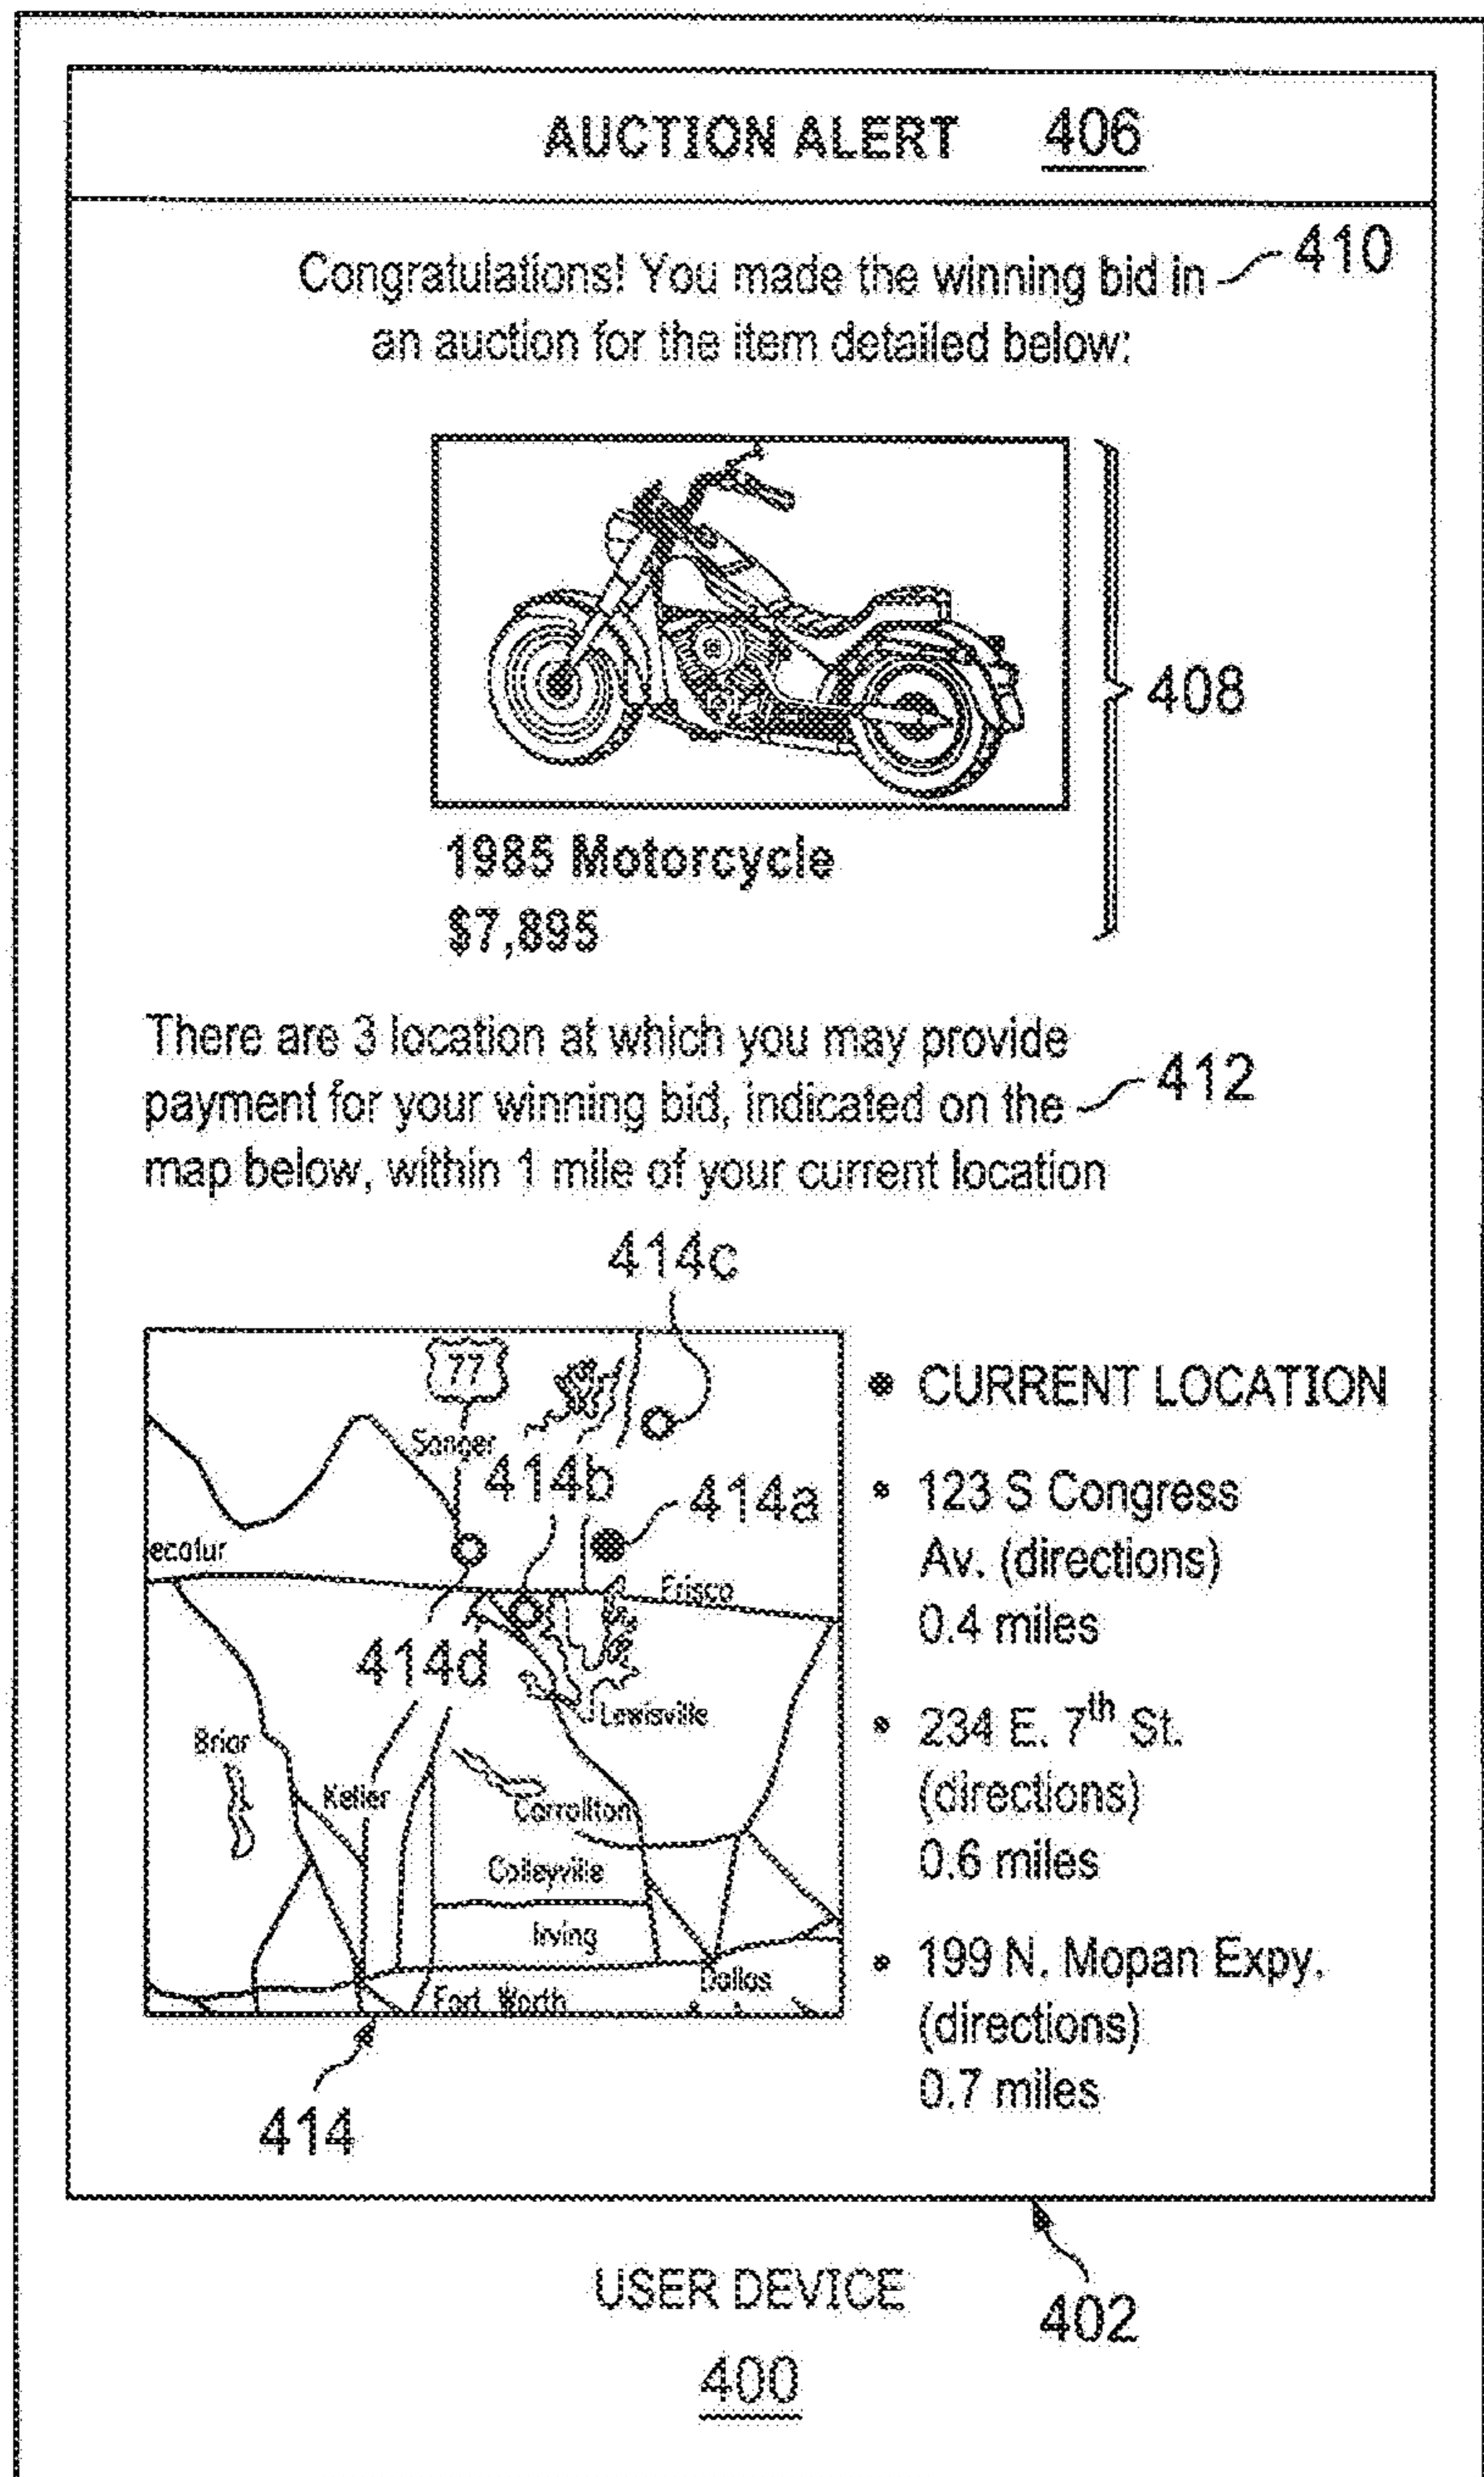 AUCTION ALERT 406
Congratulations! You made the winning bid in 410
an auction for the item detailed below:
408
1985 Motorcycle
$7,895
There are 3 location at which you may provide
payment for your winning bid, indicated on the 412
map below, within 1 mile of your current location
414c
77
Sanger
414b
414a
ecatur
Frisco
414d
Lewisville
Briar
Keller
Carrollton
Colleyville
Irving
Dallas
Fort Worth
414
• CURRENT LOCATION
• 123 S Congress
Av. (directions)
0.4 miles
• 234 E. 7th St.
(directions)
0.6 miles
• 199 N. Mopan Expy.
(directions)
0.7 miles
USER DEVICE
402
400